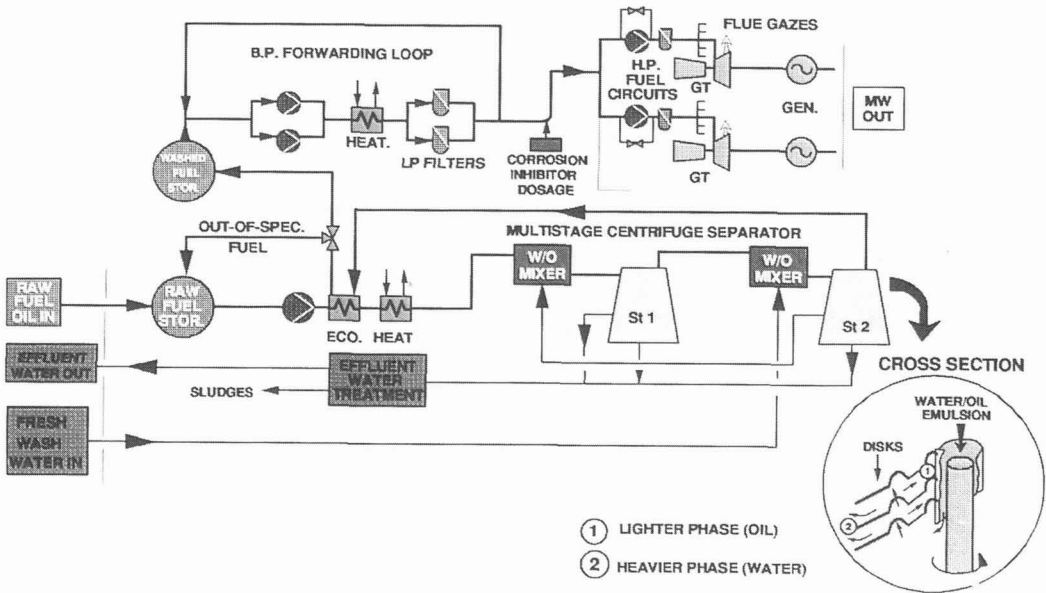 FLUE GAZES
B.P. FORWARDING LOOP
H.P.
FUEL
CIRCUITS
GT
GEN.
MW
OUT
HEAT.
LP FILTERS
CORROSION
INHIBITOR
DOSAGE
GT
WASHED
FUEL
STOR.
OUT-OF-SPEC.
FUEL
MULTISTAGE CENTRIFUGE SEPARATOR
W/O
MIXER
W/O
MIXER
RAW
FUEL
OIL IN
RAW
FUEL
STOR.
ECO.
HEAT
St 1
St 2
EFFLUENT
WATER OUT
SLUDGES
EFFLUENT
WATER
TREATMENT
CROSS SECTION
FRESH
WASH
WATER IN
WATER/OIL
EMULSION
DISKS
1
2
1 LIGHTER PHASE (OIL)
2 HEAVIER PHASE (WATER)